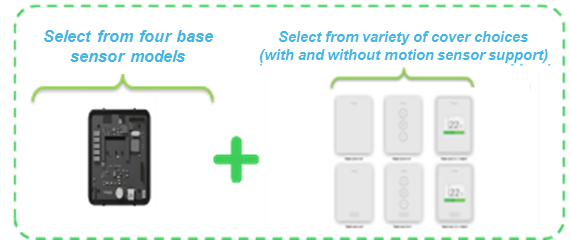 Select from four base
sensor models
Select from variety of cover choices
(with and without motion sensor support)
22
22